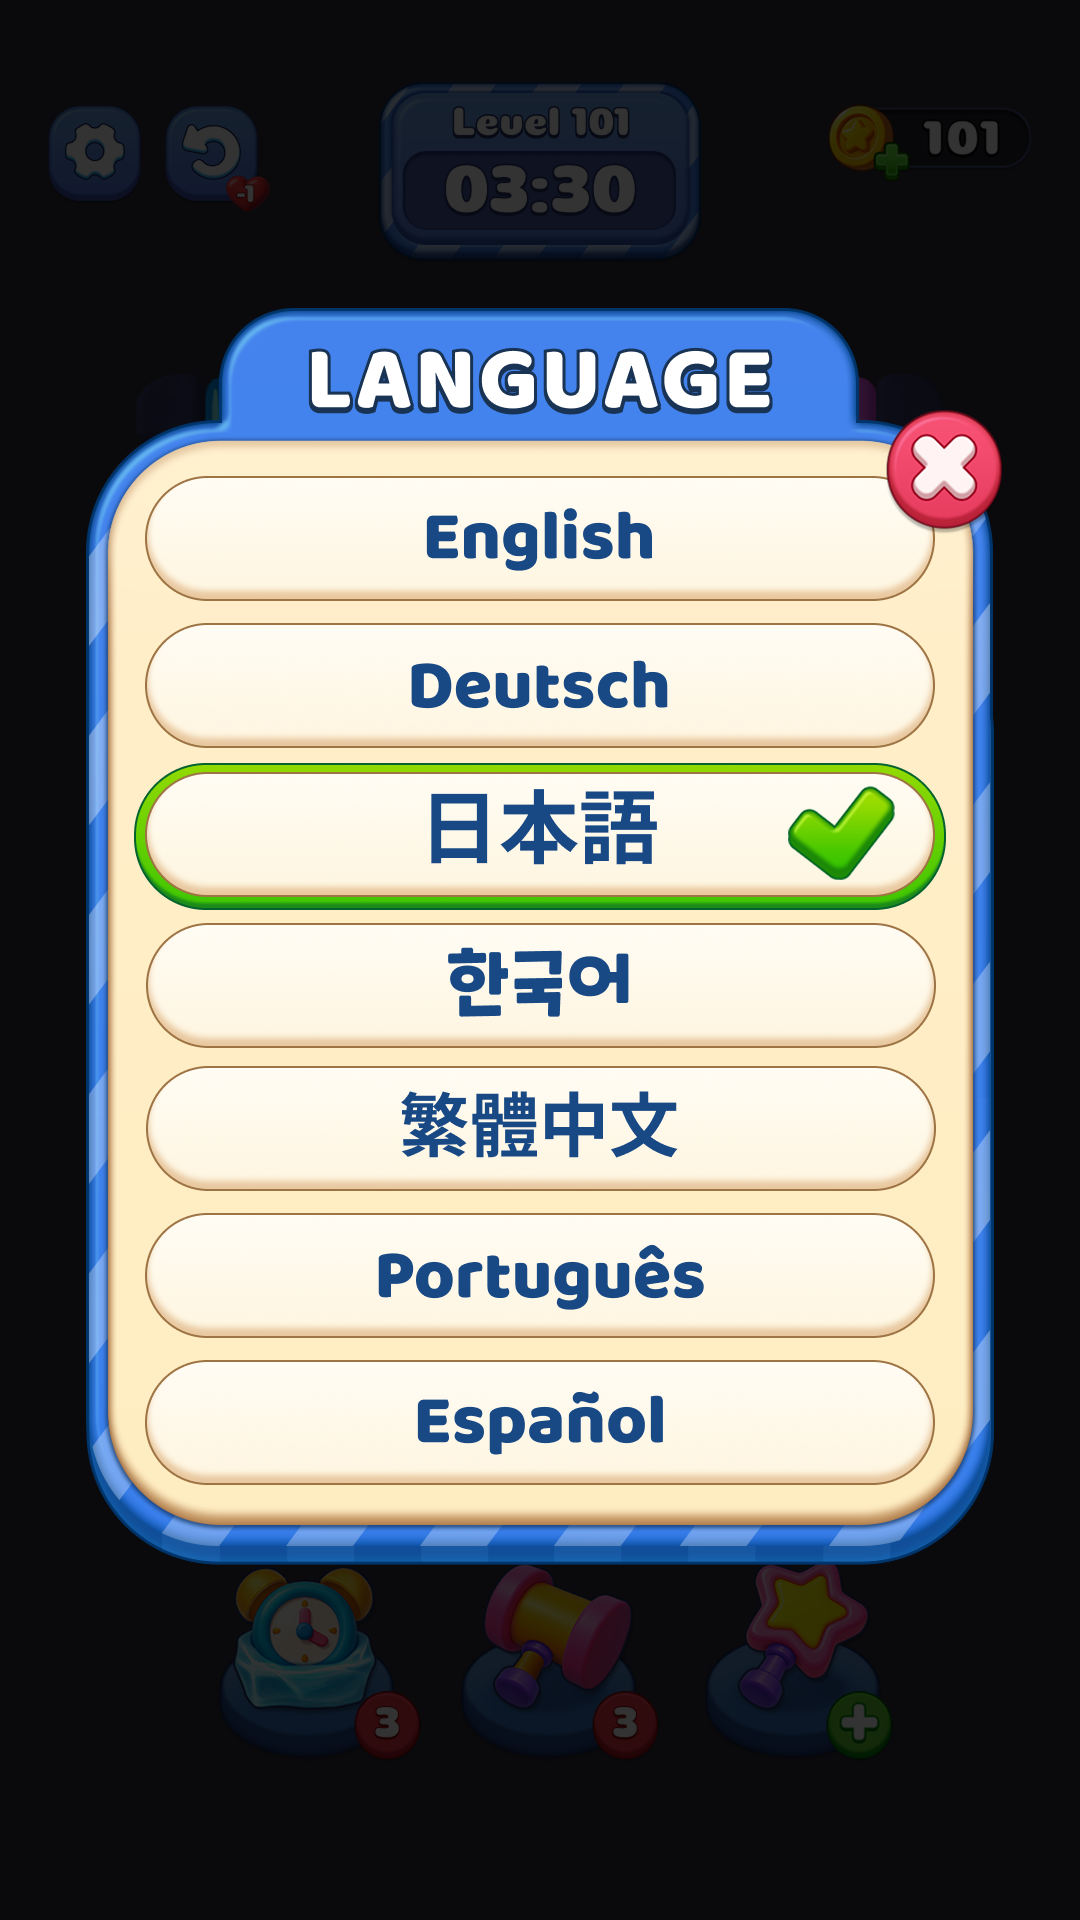 Level 101
-1
03:30
101
LANGUAGE
English
Deutsch
日本語
한국어
繁體中文
Português
Español
3
3